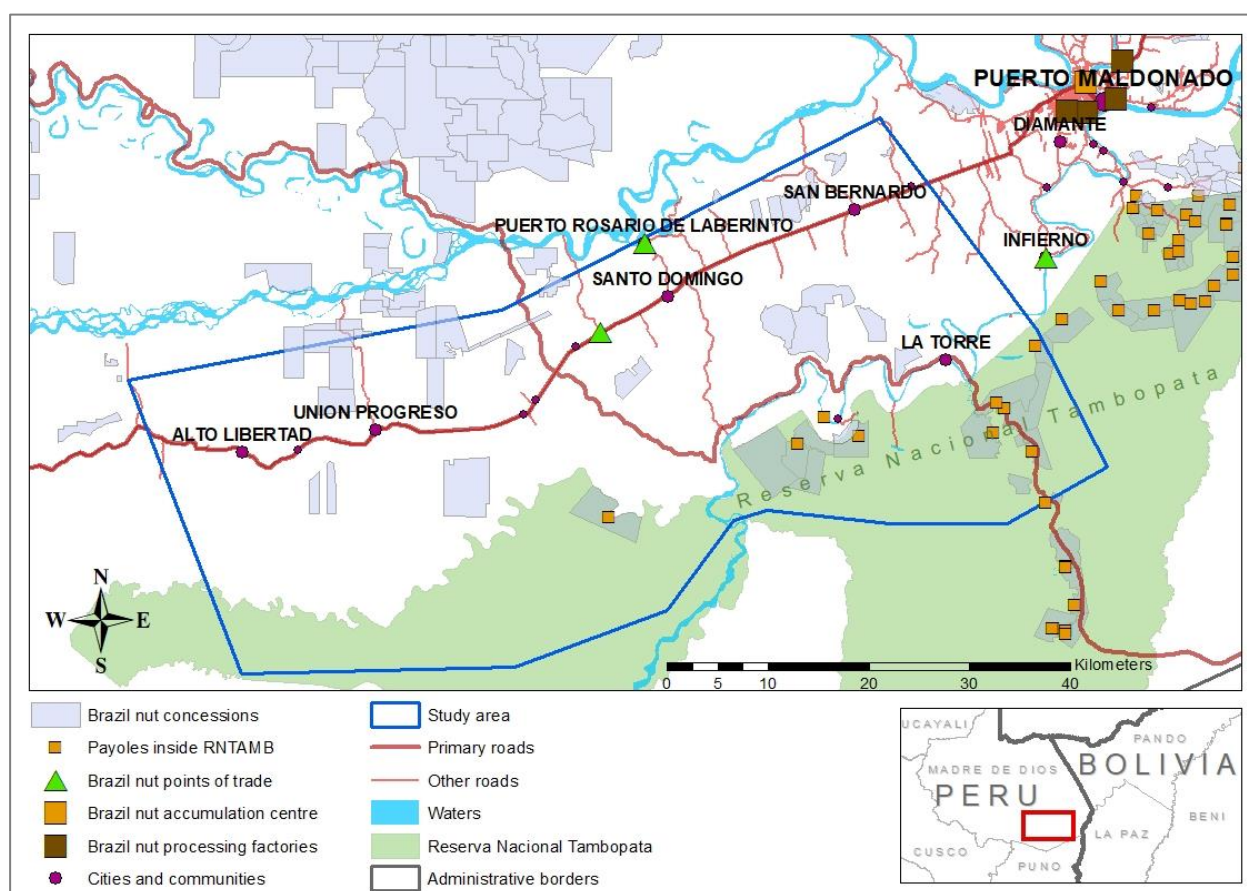 PUERTO MALDONADO
DIAMANTE
SAN BERNARDO
PUERTO ROSARIO DE LABERINTO
INFIERNO
SANTO DOMINGO
LA TORRE
UNION PROGRESO
ALTO LIBERTAD
Reserva Nacional Tambopata
N
W E
S
Kilometers
0 5 10 20 30 40
Brazil nut concessions
Payoles inside RNTAMB
Brazil nut points of trade
Brazil nut accumulation centre
Brazil nut processing factories
Cities and communities
Study area
Primary roads
Other roads
Waters
Reserva Nacional Tambopata
Administrative borders
UCAYALI
PANDO
MADRE DE DIOS
BOLIVIA
PERU
BENI
LA PAZ
CUSCO
PUNO